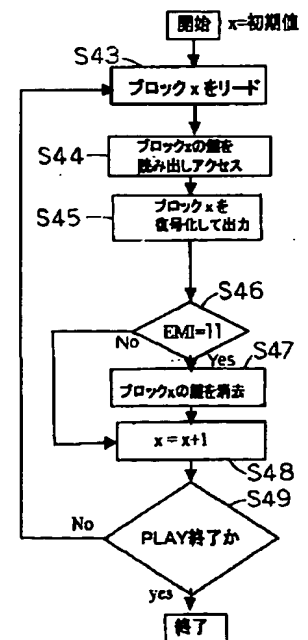 開始
x=初期値
S43
ブロックxをリード
S44
ブロックxの鍵を
読み出しアクセス
S45
ブロックxを
復号化して出力
S46
EMI=11
No
Yes
S47
ブロックxの鍵を消去
x = x+1
S48
S49
No
PLAY終了か
yes
終了